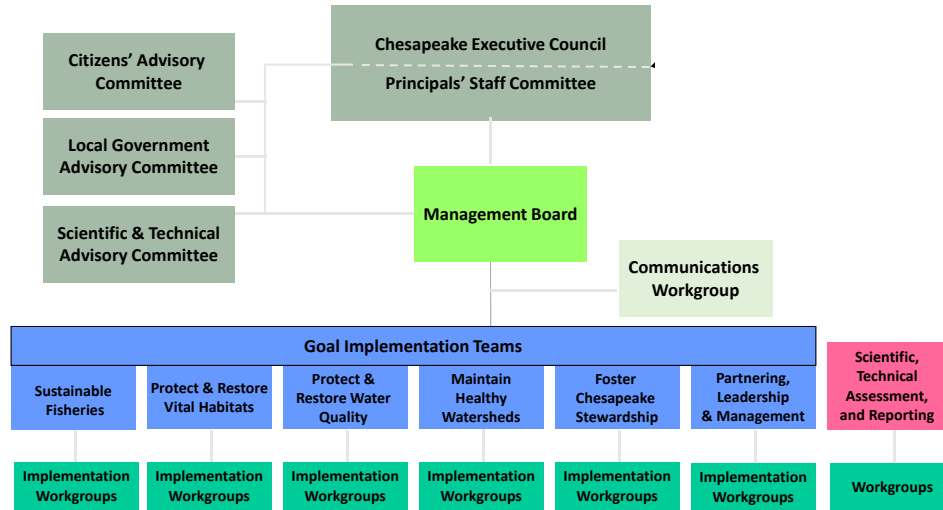 Chesapeake Executive Council
Principals' Staff Committee
Citizens' Advisory
Committee
Local Government
Advisory Committee
Scientific & Technical
Advisory Committee
Management Board
Communications
Workgroup
Goal Implementation Teams
Sustainable
Fisheries
Protect & Restore
Vital Habitats
Protect &
Restore Water
Quality
Maintain
Healthy
Watersheds
Foster
Chesapeake
Stewardship
Partnering,
Leadership
& Management
Scientific,
Technical
Assessment,
and Reporting
Implementation
Workgroups
Implementation
Workgroups
Implementation
Workgroups
Implementation
Workgroups
Implementation
Workgroups
Implementation
Workgroups
Workgroups